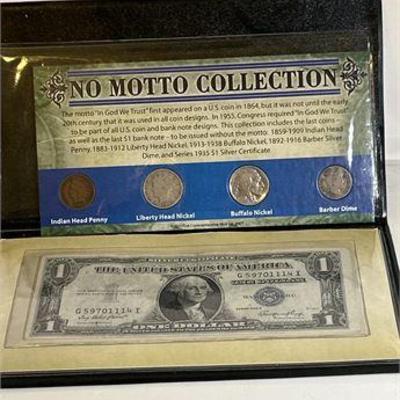 NO MOTTO COLLECTION
The motto "In God We Trust" first appeared on a U.S. coin in 1864, but it was not until the early
20th century that it was used in all coin designs. In 1955, Congress required "In God We Trust"
to be part of all U.S. coin and bank note designs. This collection includes the last coins
as well as the last $1 bank note - to be issued without the motto. 1859-1909 Indian Head
Penny, 1883-1912 Liberty Head Nickel, 1913-1938 Buffalo Nickel, 1892-1916 Barber Silver
Dime, and Series 1935 $1 Silver Certificate
Indian Head Penny
Liberty Head Nickel
Buffalo Nickel
Barber Dime
SILVER CERTIFICATE
THE UNITED STATES OF AMERICA
G 59701114 I
G 59701114 I
ONE DOLLAR